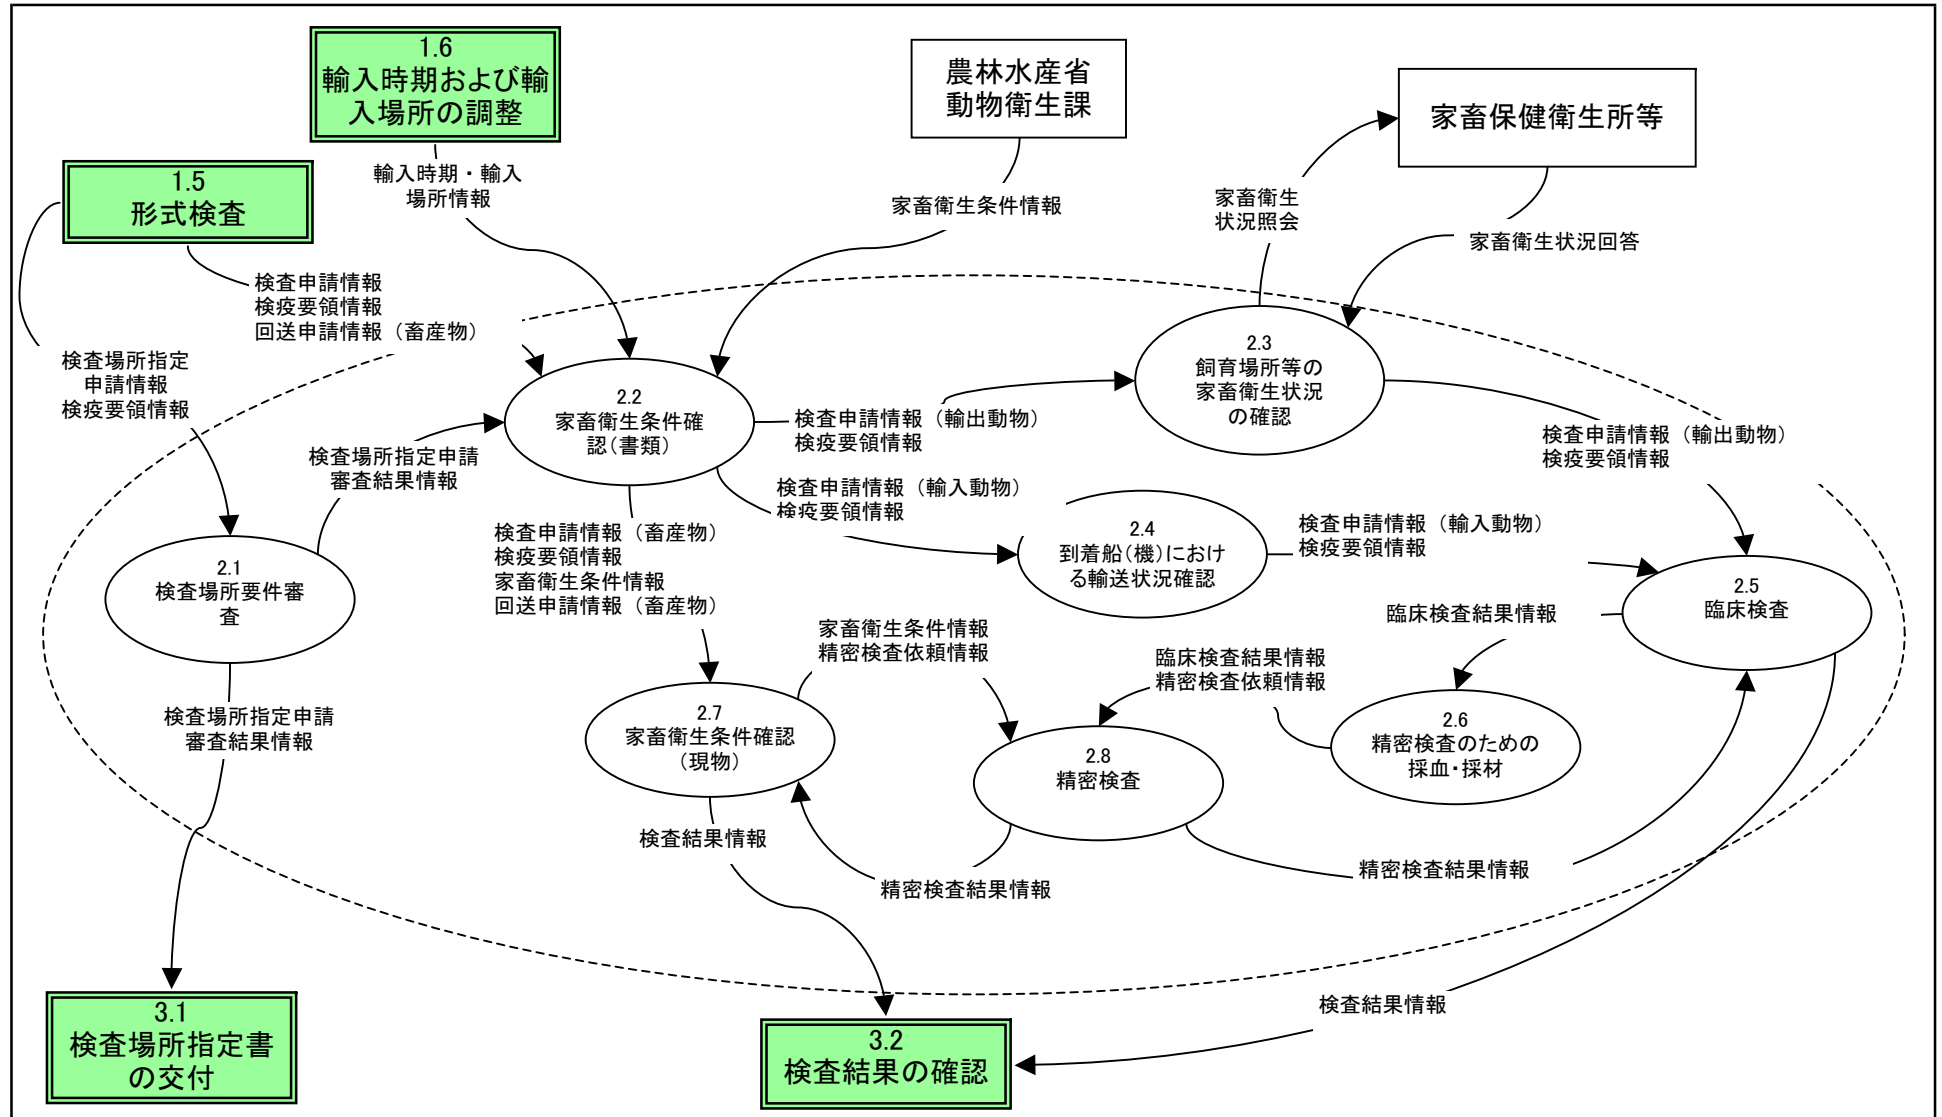 1.6
輸入時期および輸
入場所の調整
農林水産省
動物衛生課
家畜保健衛生所等
1.5
形式検査
輸入時期・輸入
場所情報
家畜衛生条件情報
家畜衛生
状況照会
家畜衛生状況回答
検査申請情報
検疫要領情報
回送申請情報（畜産物）
検査場所指定
申請情報
検疫要領情報
2.2
家畜衛生条件確
認（書類）
2.3
飼育場所等の
家畜衛生状況
の確認
検査申請情報（輸出動物）
検疫要領情報
検査申請情報（輸出動物）
検疫要領情報
検査場所指定申請
審査結果情報
検査申請情報（輸入動物）
検疫要領情報
2.4
到着船（機）におけ
る輸送状況確認
検査申請情報（輸入動物）
検疫要領情報
検査申請情報（畜産物）
検疫要領情報
家畜衛生条件情報
回送申請情報（畜産物）
2.1
検査場所要件審
査
2.5
臨床検査
臨床検査結果情報
家畜衛生条件情報
精密検査依頼情報
臨床検査結果情報
精密検査依頼情報
検査場所指定申請
審査結果情報
2.7
家畜衛生条件確認
（現物）
2.8
精密検査
2.6
精密検査のための
採血・採材
検査結果情報
精密検査結果情報
精密検査結果情報
3.1
検査場所指定書
の交付
3.2
検査結果の確認
検査結果情報